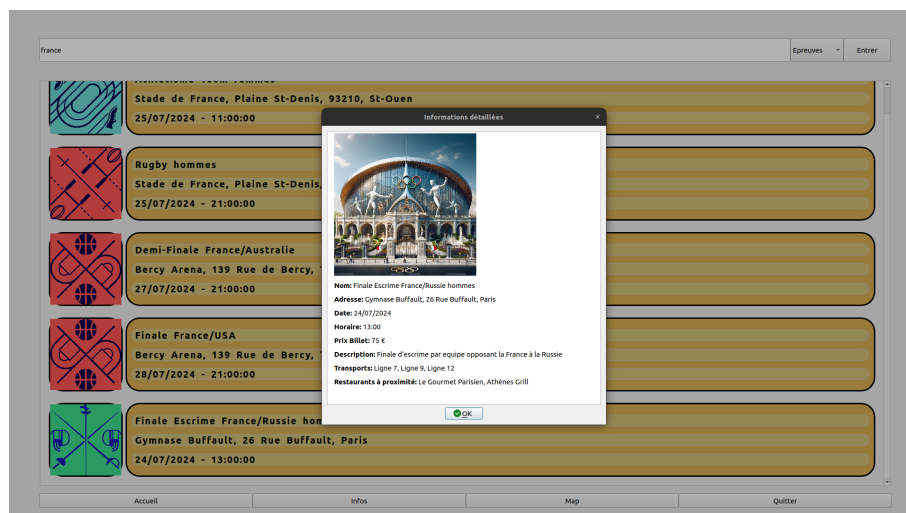 france
Epreuves
Entrer
Stade de France, Plaine St-Denis, 93210, St-Ouen
25/07/2024 - 11:00:00
Rugby hommes
Stade de France, Plaine St-Denis,
25/07/2024 - 21:00:00
Demi-Finale France/Australie
Bercy Arena, 139 Rue de Bercy,
27/07/2024 - 21:00:00
Finale France/USA
Bercy Arena, 139 Rue de Bercy,
28/07/2024 - 21:00:00
Finale Escrime France/Russie hom
Gymnase Buffault, 26 Rue Buffault, Paris
24/07/2024 - 13:00:00
Informations détaillées
Nom: Finale Escrime France/Russie hommes
Adresse: Gymnase Buffault, 26 Rue Buffault, Paris
Date: 24/07/2024
Horaire: 13:00
Prix Billet: 75 €
Description: Finale d'escrime par equipe opposant la France à la Russie
Transports: Ligne 7, Ligne 9, Ligne 12
Restaurants à proximité: Le Gourmet Parisien, Athènes Grill
OK
Accueil
Infos
Map
Quitter